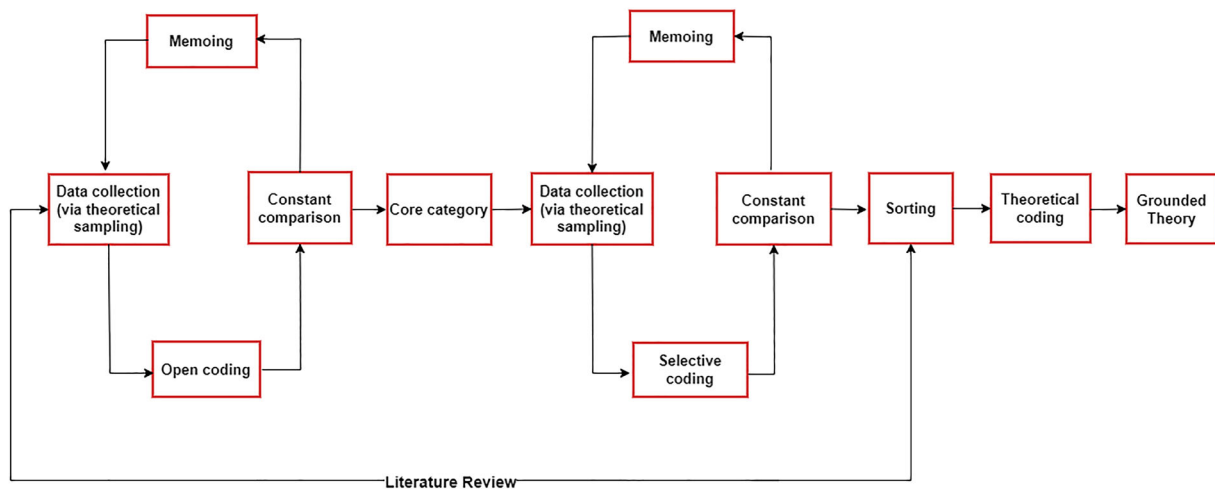 Memoing
Memoing
Data collection
(via theoretical
sampling)
Constant
comparison
Core category
Data collection
(via theoretical
sampling)
Constant
comparison
Sorting
Theoretical
coding
Grounded
Theory
Open coding
Selective
coding
Literature Review